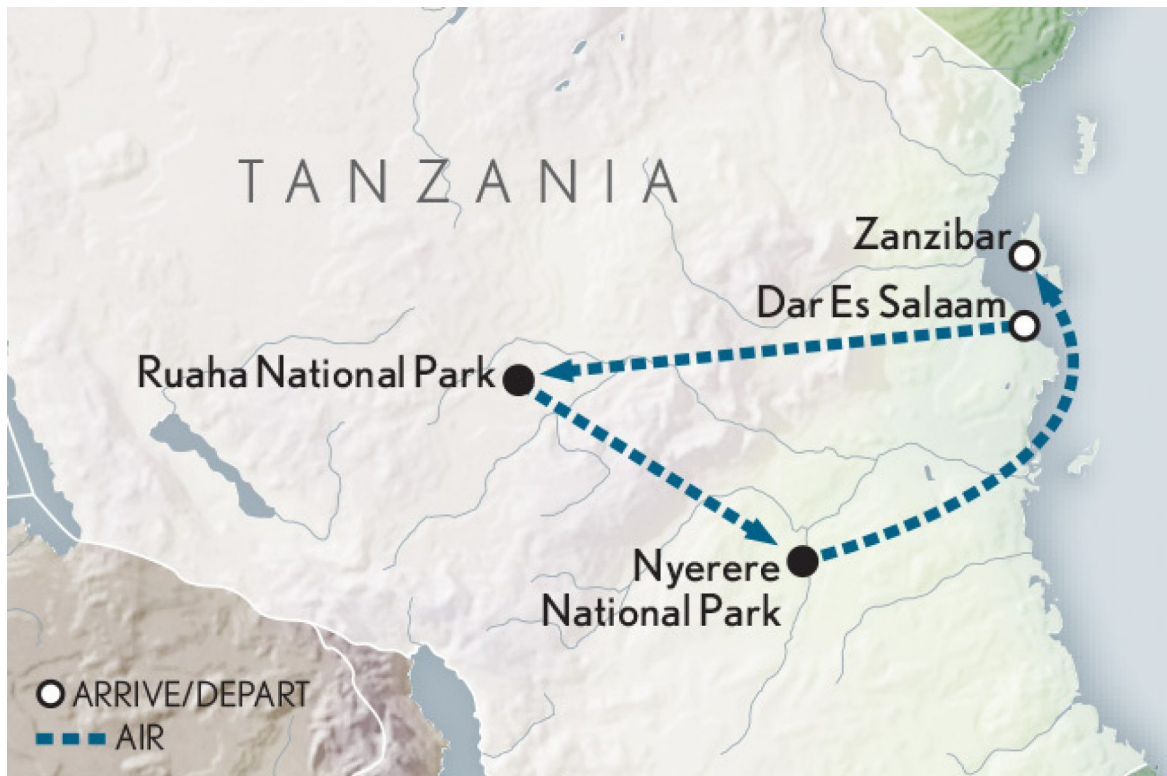 TANZANIA
Zanzibar
Dar Es Salaam
Ruaha National Park
Nyerere
National Park
ARRIVE/DEPART
AIR